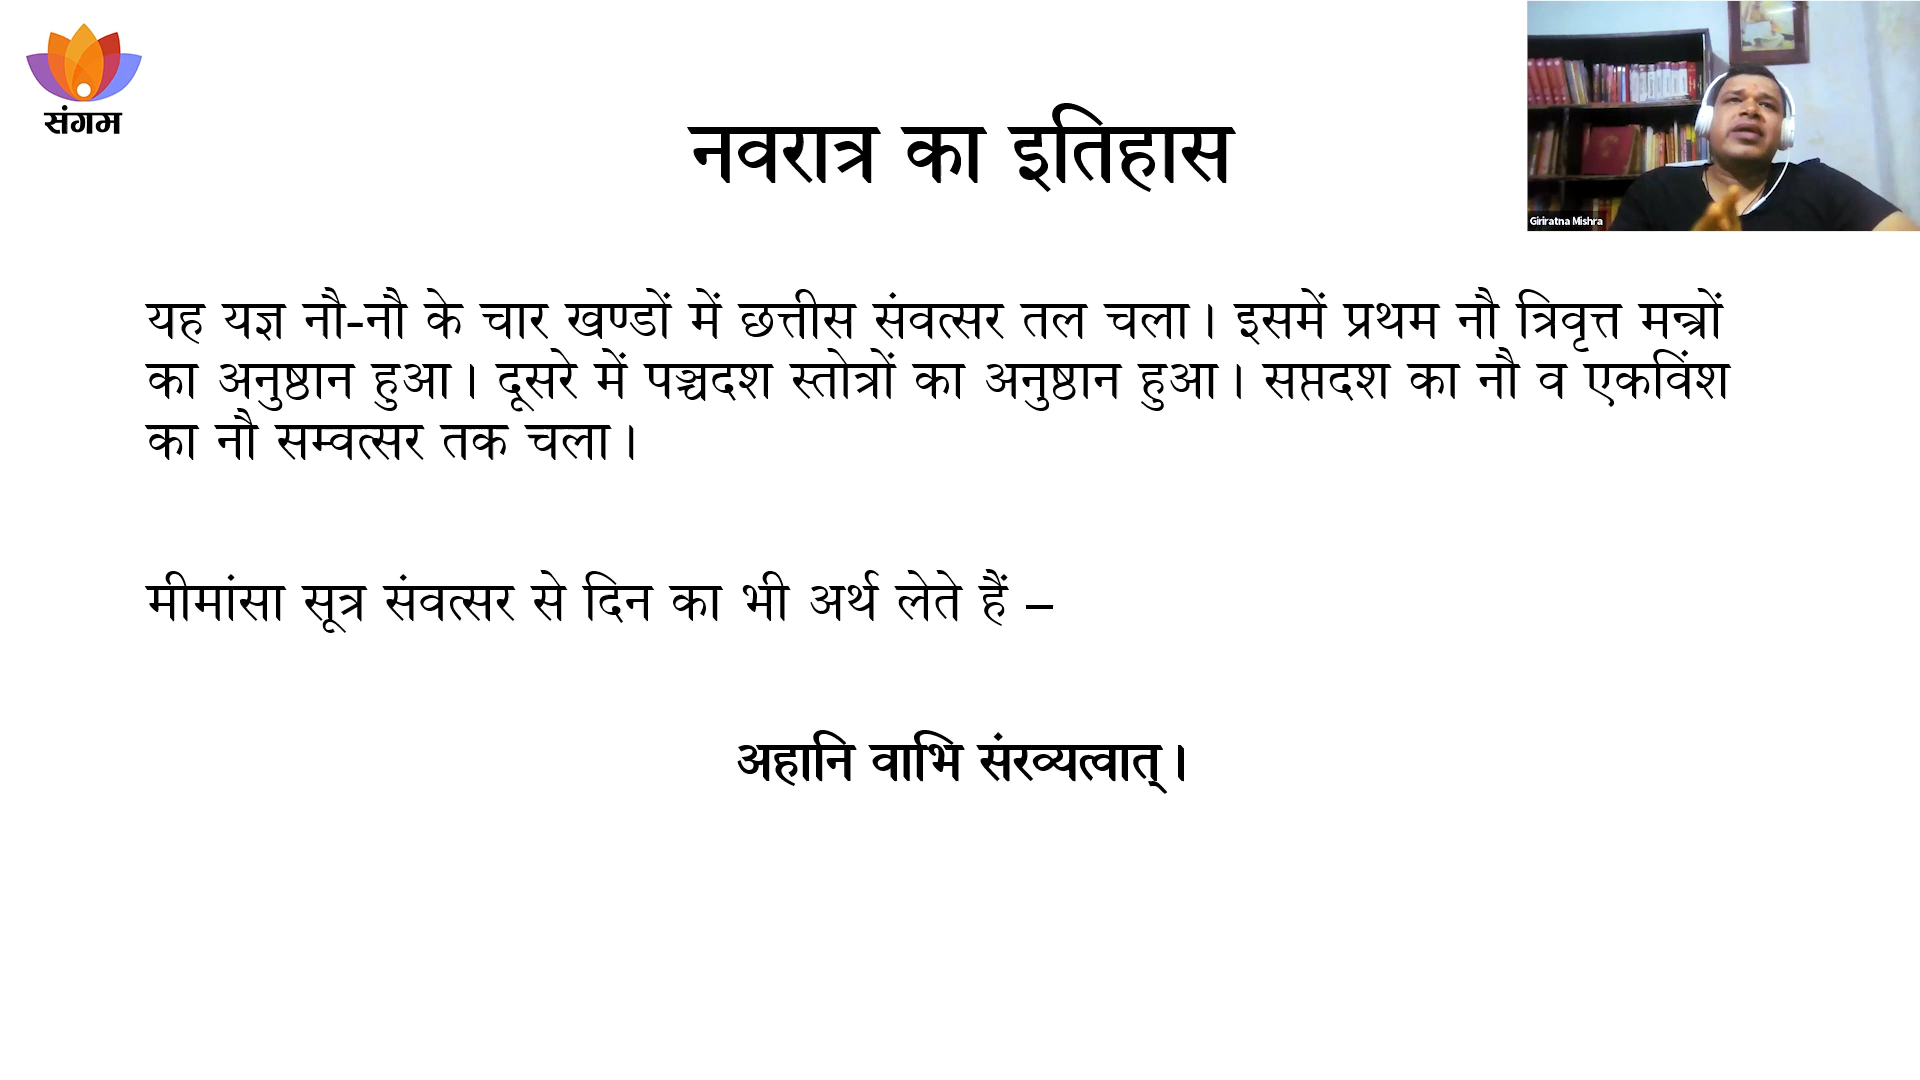 संगम
नवरात्र का इतिहास
Giriratna Mishra
यह यज्ञ नौ-नौ के चार खण्डों में छत्तीस संवत्सर तल चला।  इसमें प्रथम नौ त्रिवृत्त मन्त्रों
का अनुष्ठान हुआ।  दूसरे में पञ्चदश स्तोत्रों का अनुष्ठान हुआ।  सप्तदश का नौ व एकविंश
का नौ सम्वत्सर तक चला।
मीमांसा सूत्र संवत्सर से दिन का भी अर्थ लेते हैं –
अहानि वाभि संरव्यत्वात्।